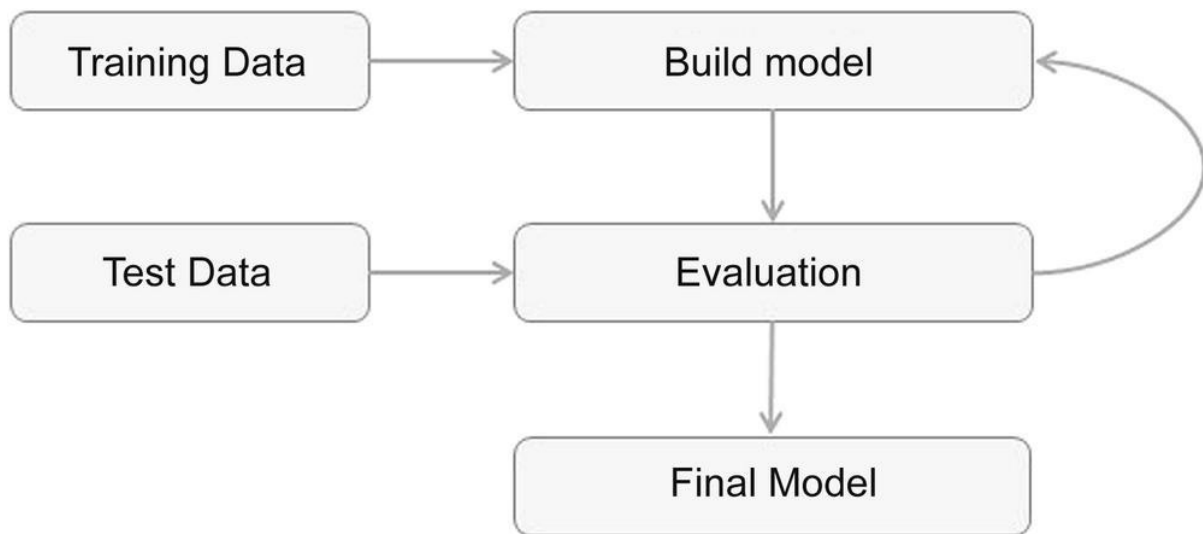 Training Data
Build model
Test Data
Evaluation
Final Model